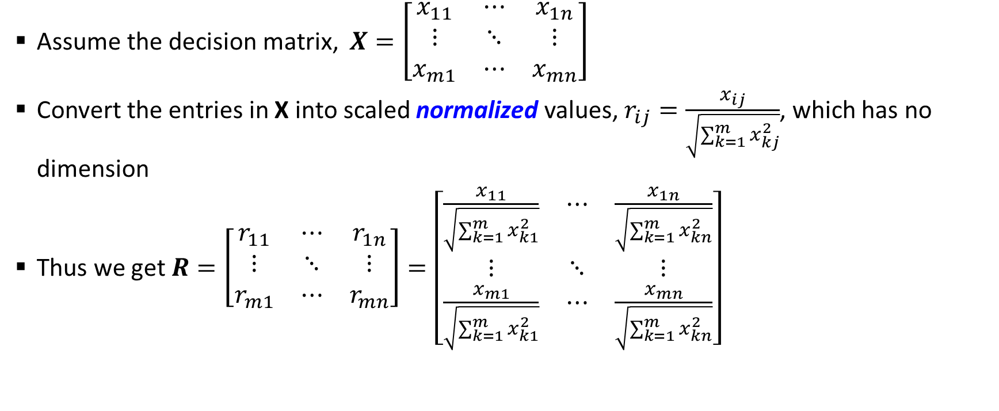 ▪ Assume the decision matrix, $\boldsymbol{X} = \begin{bmatrix} x_{11} & \cdots & x_{1n} \\ \vdots & \ddots & \vdots \\ x_{m1} & \cdots & x_{mn} \end{bmatrix}$
▪ Convert the entries in X into scaled normalized values, $r_{ij} = \frac{x_{ij}}{\sqrt{\sum_{k=1}^{m} x_{kj}^2}}$, which has no
dimension
▪ Thus we get $\boldsymbol{R} = \begin{bmatrix} r_{11} & \cdots & r_{1n} \\ \vdots & \ddots & \vdots \\ r_{m1} & \cdots & r_{mn} \end{bmatrix} = \begin{bmatrix} \frac{x_{11}}{\sqrt{\sum_{k=1}^{m} x_{k1}^2}} & \cdots & \frac{x_{1n}}{\sqrt{\sum_{k=1}^{m} x_{kn}^2}} \\ \vdots & \ddots & \vdots \\ \frac{x_{m1}}{\sqrt{\sum_{k=1}^{m} x_{k1}^2}} & \cdots & \frac{x_{mn}}{\sqrt{\sum_{k=1}^{m} x_{kn}^2}} \end{bmatrix}$